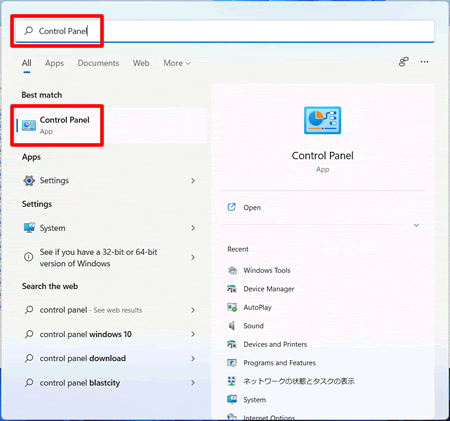 Control Panel
All Apps Documents Web More
Best match
Control Panel
App
Apps
Settings
Settings
System
See if you have a 32-bit or 64-bit
version of Windows
Search the web
control panel - See web results
control panel windows 10
control panel download
control panel blastcity
Control Panel
App
Open
Recent
Windows Tools
Device Manager
AutoPlay
Sound
Devices and Printers
Programs and Features
ネットワークの状態とタスクの表示
System
Internet Options